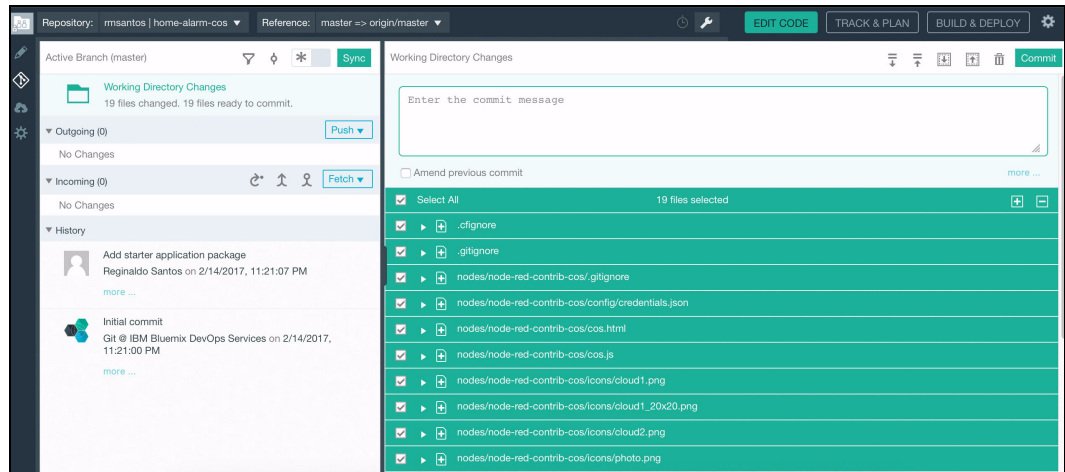 Repository: rmsantos | home-alarm-cos ▼ Reference: master => origin/master ▼ EDIT CODE TRACK & PLAN BUILD & DEPLOY
Active Branch (master) Sync
Working Directory Changes
19 files changed. 19 files ready to commit.
Outgoing (0) Push ▼
No Changes
Incoming (0) Fetch ▼
No Changes
History
Add starter application package
Reginaldo Santos on 2/14/2017, 11:21:07 PM
more ...
Initial commit
Git @ IBM Bluemix DevOps Services on 2/14/2017,
11:21:00 PM
more ...
Working Directory Changes Commit
Enter the commit message
Amend previous commit more ...
Select All 19 files selected
.cfignore
.gitignore
nodes/node-red-contrib-cos/.gitignore
nodes/node-red-contrib-cos/config/credentials.json
nodes/node-red-contrib-cos/cos.html
nodes/node-red-contrib-cos/cos.js
nodes/node-red-contrib-cos/icons/cloud1.png
nodes/node-red-contrib-cos/icons/cloud1_20x20.png
nodes/node-red-contrib-cos/icons/cloud2.png
nodes/node-red-contrib-cos/icons/photo.png